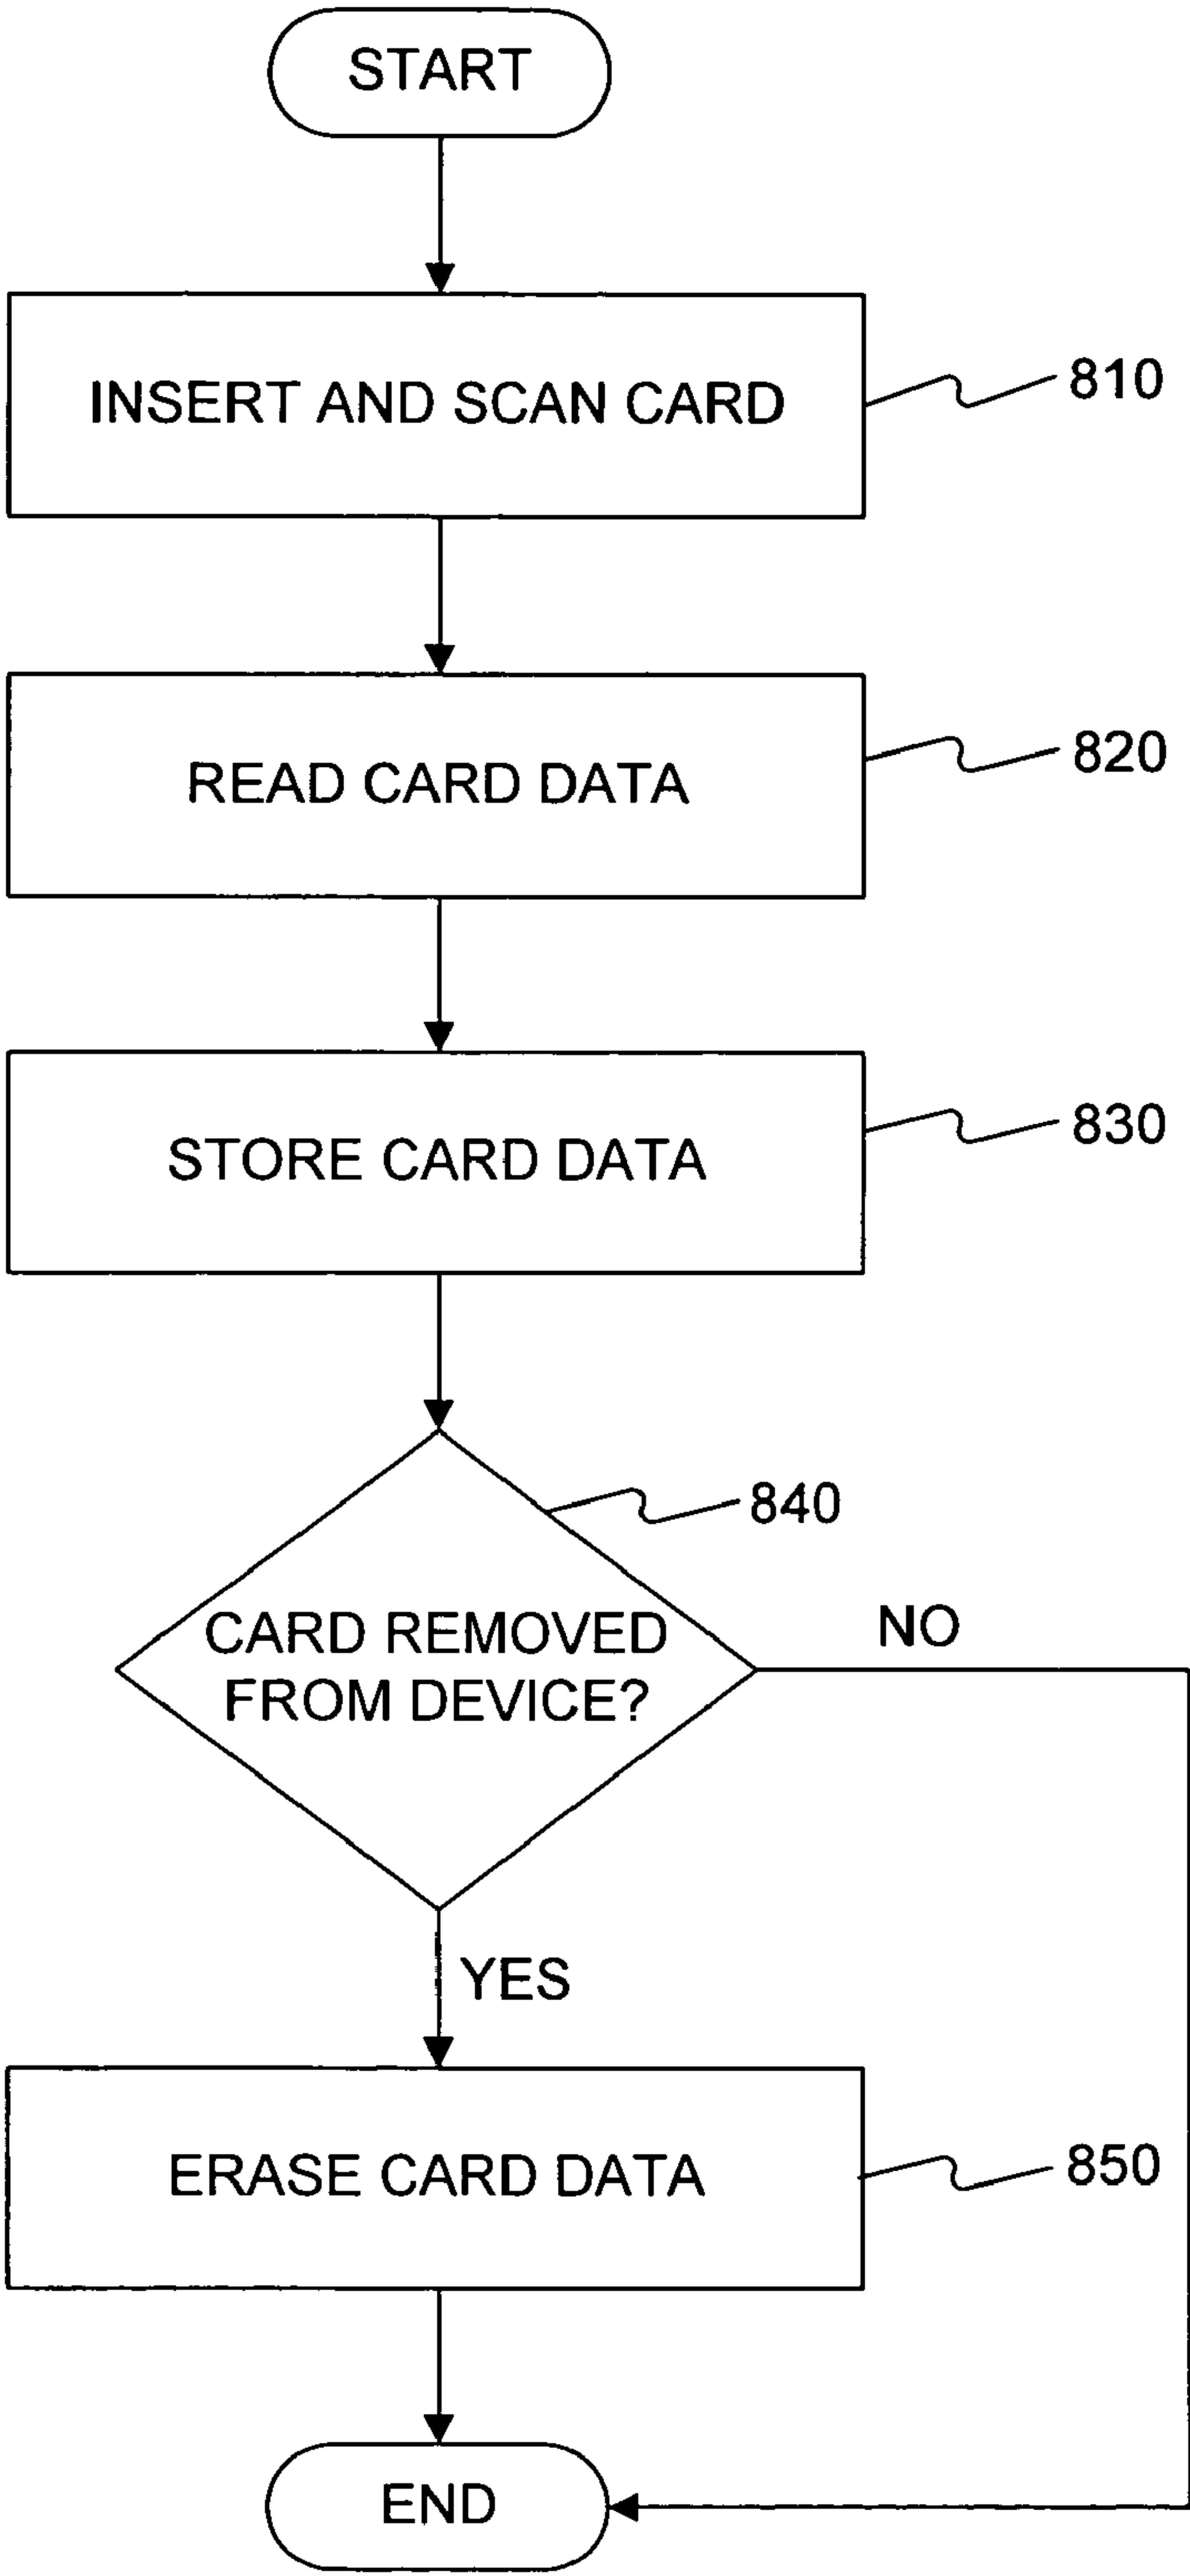 START
INSERT AND SCAN CARD
810
READ CARD DATA
820
STORE CARD DATA
830
840
CARD REMOVED
FROM DEVICE?
NO
YES
ERASE CARD DATA
850
END